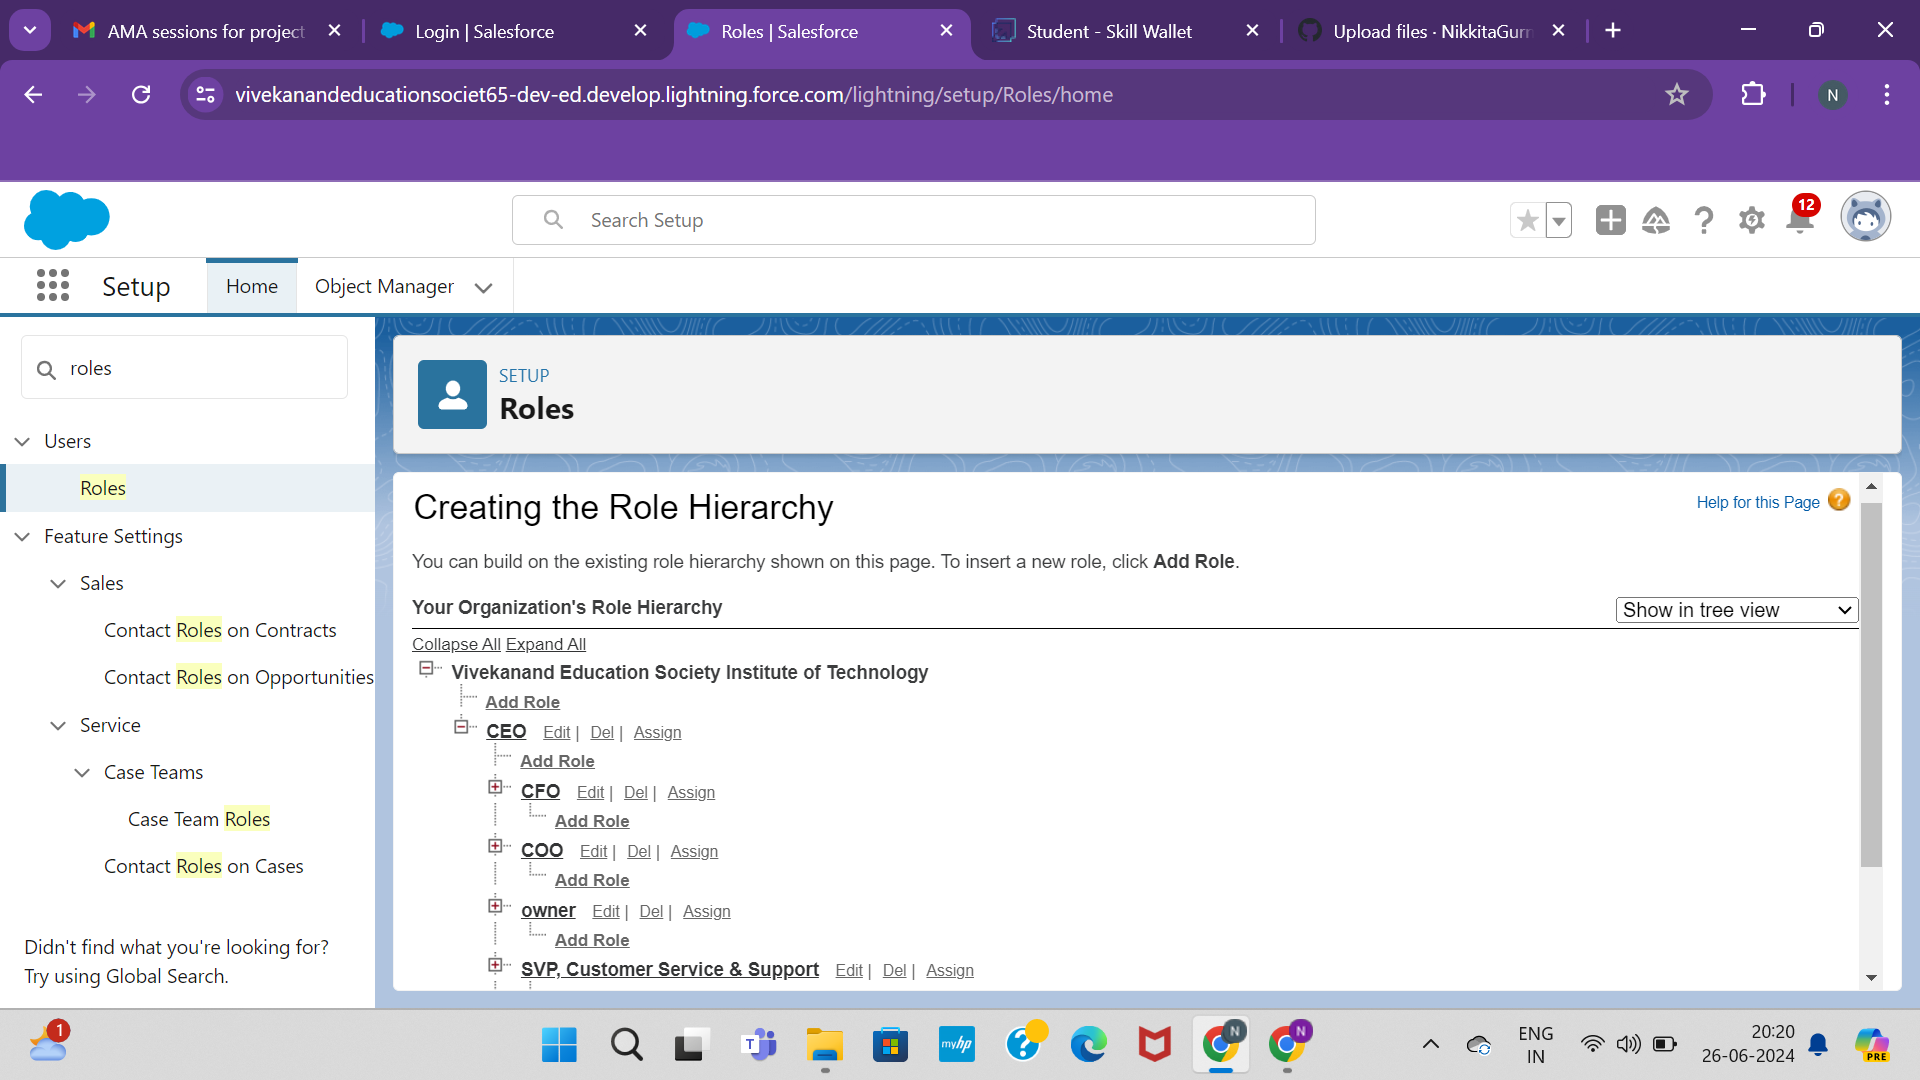 AMA sessions for project
Login | Salesforce
Roles | Salesforce
Student - Skill Wallet
Upload files · NikkitaGurn
vivekanandeducationsociet65-dev-ed.develop.lightning.force.com/lightning/setup/Roles/home
N
Search Setup
12
Setup
Home
Object Manager
roles
Users
Roles
Feature Settings
Sales
Contact Roles on Contracts
Contact Roles on Opportunities
Service
Case Teams
Case Team Roles
Contact Roles on Cases
Didn't find what you're looking for?
Try using Global Search.
SETUP
Roles
Creating the Role Hierarchy
Help for this Page ?
You can build on the existing role hierarchy shown on this page. To insert a new role, click Add Role.
Your Organization's Role Hierarchy
Show in tree view
Collapse All Expand All
Vivekanand Education Society Institute of Technology
Add Role
CEO Edit | Del | Assign
Add Role
CFO Edit | Del | Assign
Add Role
COO Edit | Del | Assign
Add Role
owner Edit | Del | Assign
Add Role
SVP, Customer Service & Support Edit | Del | Assign
1
T
myhp
?
N
N
ENG
IN
20:20
26-06-2024
PRE